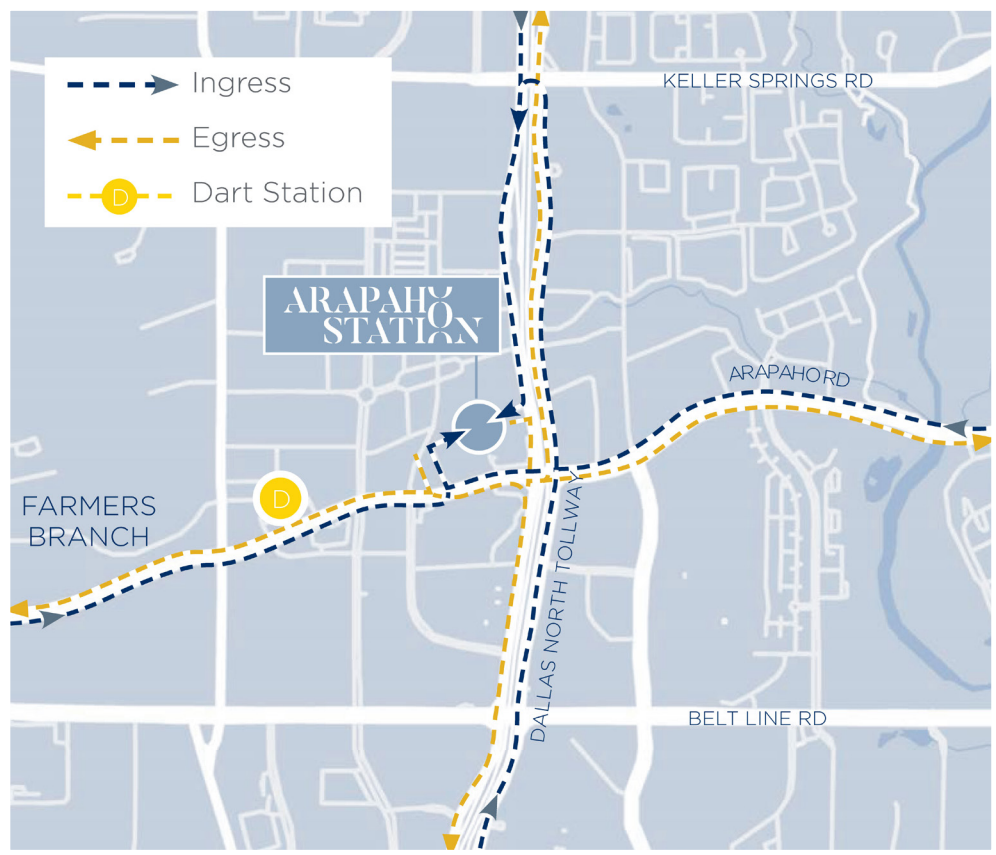 KELLER SPRINGS RD
Ingress
Egress
D
Dart Station
ARAPAHO
STATION
ARAPAHO RD
D
FARMERS
BRANCH
DALLAS NORTH TOLLWAY
BELT LINE RD